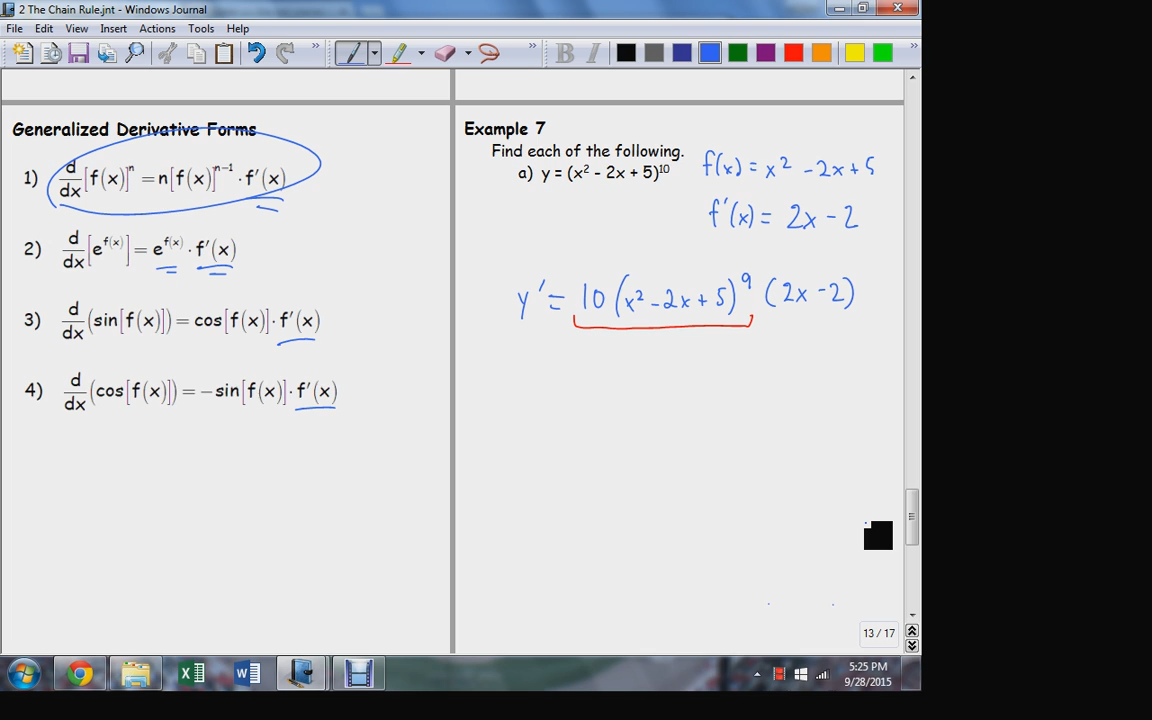 2 The Chain Rule.jnt - Windows Journal
File Edit View Insert Actions Tools Help
Generalized Derivative Forms
1) d/dx [f(x)]^n = n[f(x)]^(n-1) · f'(x)
2) d/dx [e^f(x)] = e^f(x) · f'(x)
3) d/dx (sin[f(x)]) = cos[f(x)] · f'(x)
4) d/dx (cos[f(x)]) = -sin[f(x)] · f'(x)
Example 7
Find each of the following.
a) y = (x² - 2x + 5)¹⁰
f(x) = x² - 2x + 5
f'(x) = 2x - 2
y' = 10 (x² - 2x + 5)⁹ (2x - 2)
13 / 17
5:25 PM
9/28/2015